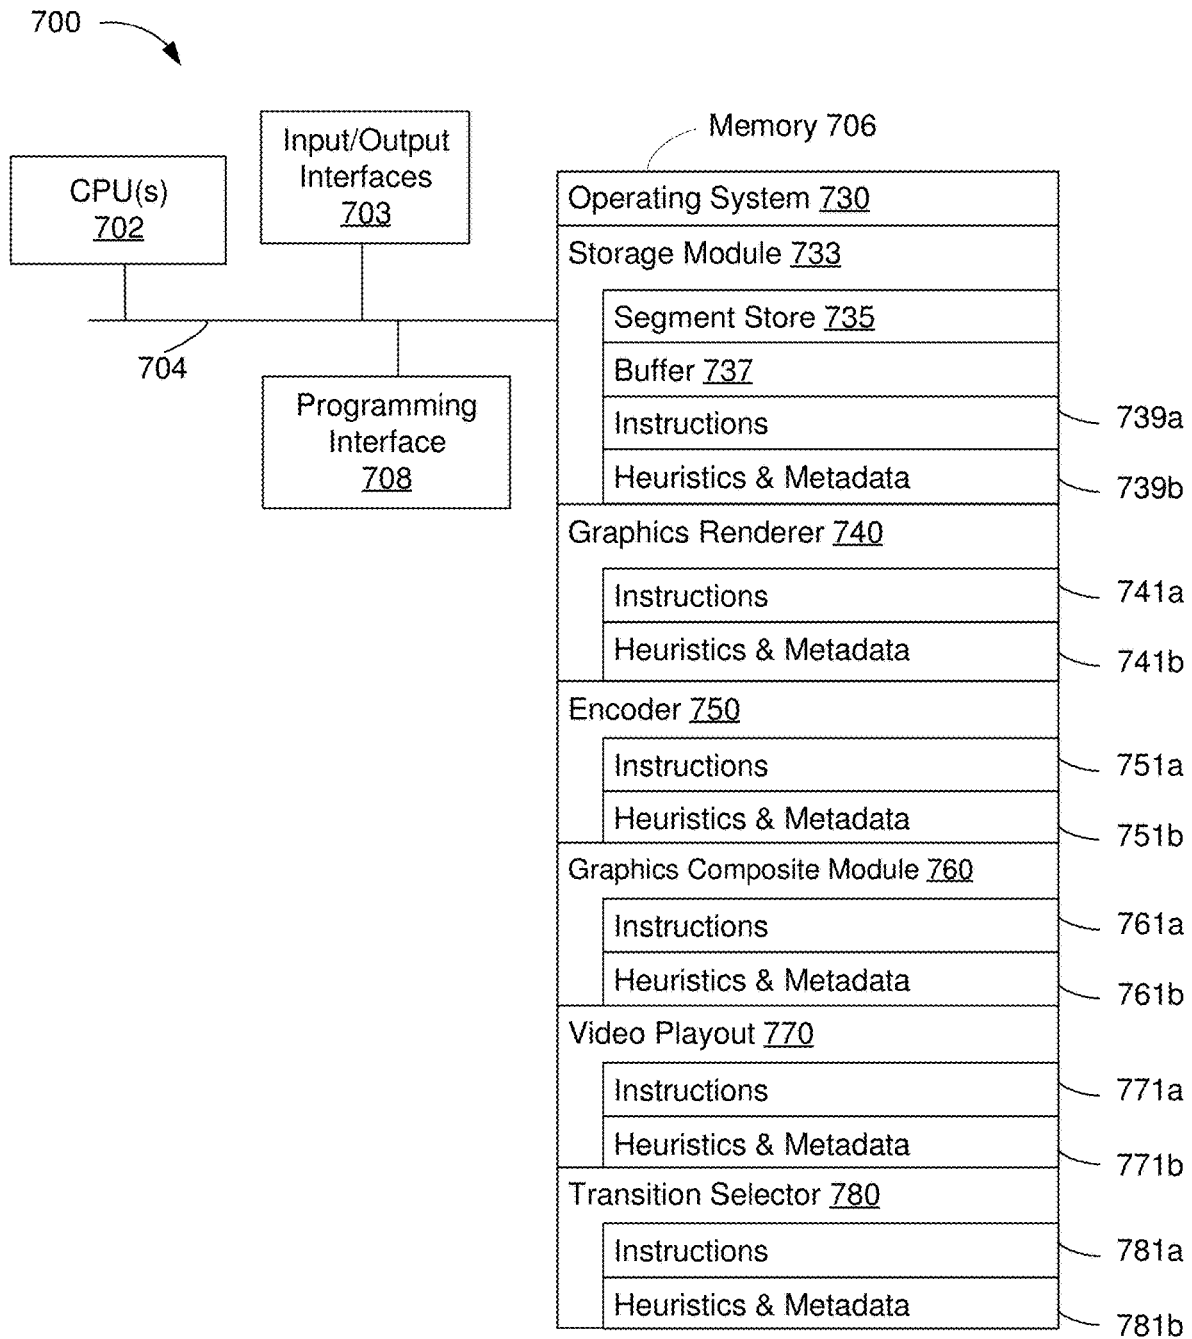 700
Memory 706
CPU(s)
702
Input/Output
Interfaces
703
704
Programming
Interface
708
Operating System 730
Storage Module 733
Segment Store 735
Buffer 737
Instructions
739a
Heuristics & Metadata
739b
Graphics Renderer 740
Instructions
741a
Heuristics & Metadata
741b
Encoder 750
Instructions
751a
Heuristics & Metadata
751b
Graphics Composite Module 760
Instructions
761a
Heuristics & Metadata
761b
Video Playout 770
Instructions
771a
Heuristics & Metadata
771b
Transition Selector 780
Instructions
781a
Heuristics & Metadata
781b